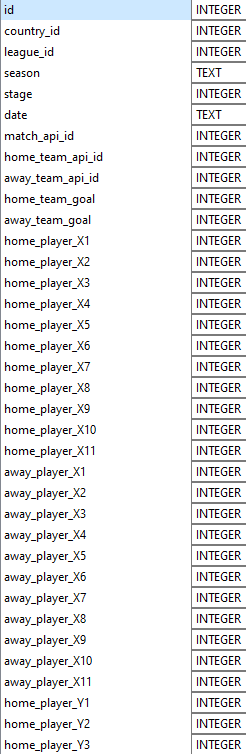 id INTEGER
country_id INTEGER
league_id INTEGER
season TEXT
stage INTEGER
date TEXT
match_api_id INTEGER
home_team_api_id INTEGER
away_team_api_id INTEGER
home_team_goal INTEGER
away_team_goal INTEGER
home_player_X1 INTEGER
home_player_X2 INTEGER
home_player_X3 INTEGER
home_player_X4 INTEGER
home_player_X5 INTEGER
home_player_X6 INTEGER
home_player_X7 INTEGER
home_player_X8 INTEGER
home_player_X9 INTEGER
home_player_X10 INTEGER
home_player_X11 INTEGER
away_player_X1 INTEGER
away_player_X2 INTEGER
away_player_X3 INTEGER
away_player_X4 INTEGER
away_player_X5 INTEGER
away_player_X6 INTEGER
away_player_X7 INTEGER
away_player_X8 INTEGER
away_player_X9 INTEGER
away_player_X10 INTEGER
away_player_X11 INTEGER
home_player_Y1 INTEGER
home_player_Y2 INTEGER
home_player_Y3 INTEGER